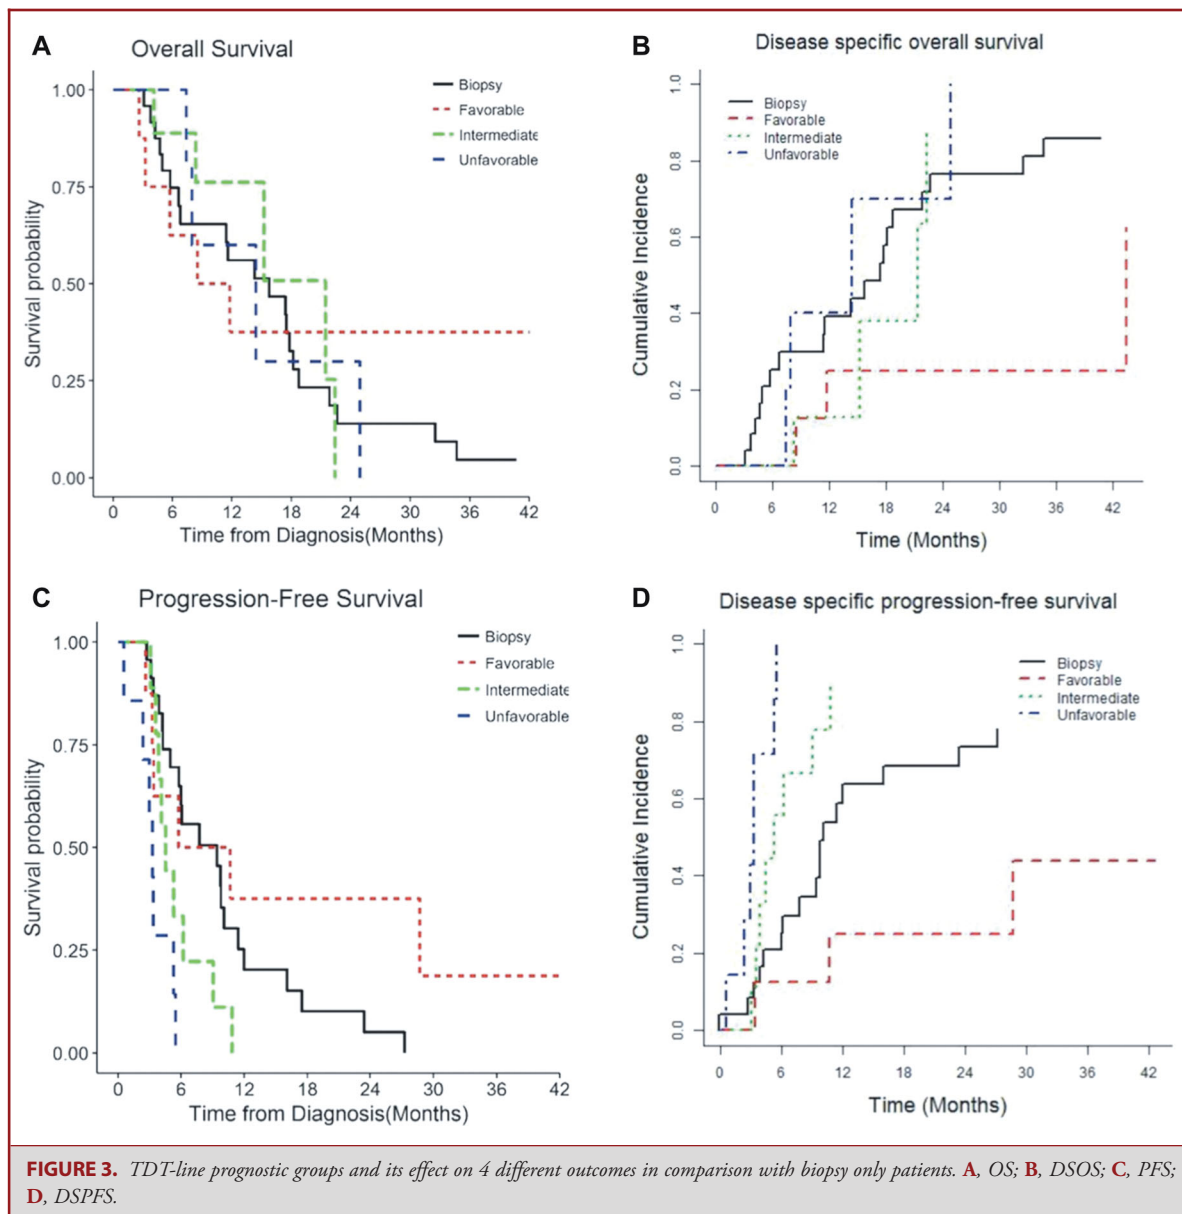 A
Overall Survival
Survival probability
1.00
0.75
0.50
0.25
0.00
Biopsy
Favorable
Intermediate
Unfavorable
0 6 12 18 24 30 36 42
Time from Diagnosis(Months)
B
Disease specific overall survival
Cumulative Incidence
1.0
0.8
0.6
0.4
0.2
0.0
Biopsy
Favorable
Intermediate
Unfavorable
0 6 12 18 24 30 36 42
Time (Months)
C
Progression-Free Survival
Survival probability
1.00
0.75
0.50
0.25
0.00
Biopsy
Favorable
Intermediate
Unfavorable
0 6 12 18 24 30 36 42
Time from Diagnosis(Months)
D
Disease specific progression-free survival
Cumulative Incidence
1.0
0.8
0.6
0.4
0.2
0.0
Biopsy
Favorable
Intermediate
Unfavorable
0 6 12 18 24 30 36 42
Time (Months)
FIGURE 3. TDT-line prognostic groups and its effect on 4 different outcomes in comparison with biopsy only patients. A, OS; B, DSOS; C, PFS;
D, DSPFS.